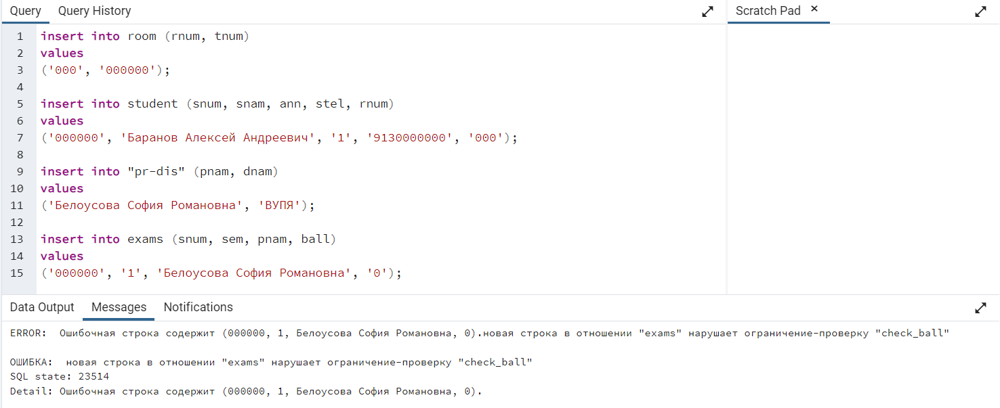 Query Query History Scratch Pad ✕
1 insert into room (rnum, tnum)
2 values
3 ('000', '000000');
4
5 insert into student (snum, snam, ann, stel, rnum)
6 values
7 ('000000', 'Баранов Алексей Андреевич', '1', '9130000000', '000');
8
9 insert into "pr-dis" (pnam, dnam)
10 values
11 ('Белоусова София Романовна', 'ВУПЯ');
12
13 insert into exams (snum, sem, pnam, ball)
14 values
15 ('000000', '1', 'Белоусова София Романовна', '0');
Data Output Messages Notifications
ERROR:  Ошибочная строка содержит (000000, 1, Белоусова София Романовна, 0).новая строка в отношении "exams" нарушает ограничение-проверку "check_ball"
ОШИБКА:  новая строка в отношении "exams" нарушает ограничение-проверку "check_ball"
SQL state: 23514
Detail: Ошибочная строка содержит (000000, 1, Белоусова София Романовна, 0).